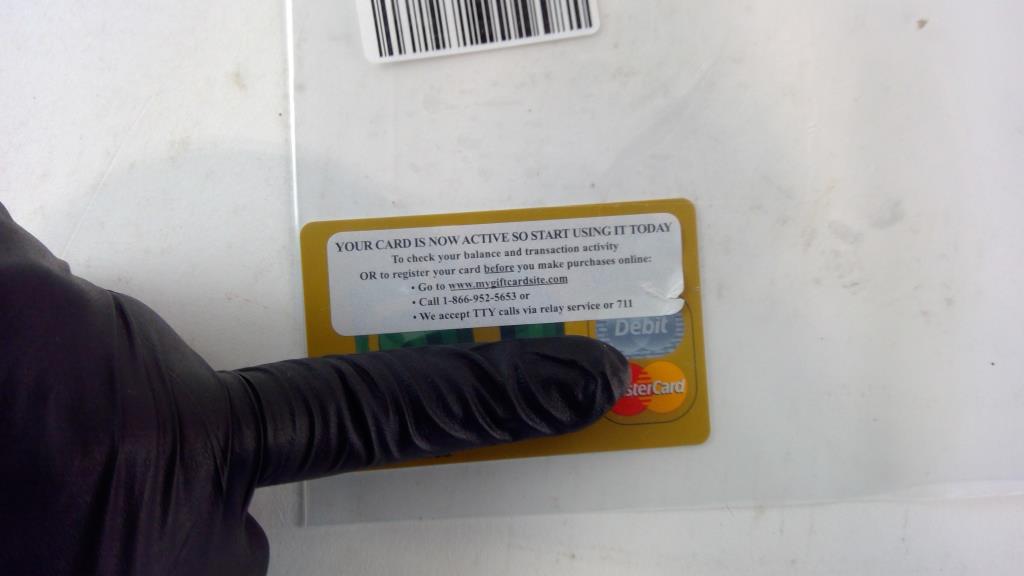 YOUR CARD IS NOW ACTIVE SO START USING IT TODAY
To check your balance and transaction activity
OR to register your card before you make purchases online:
• Go to www.mygiftcardsite.com
• Call 1-866-952-5653 or
• We accept TTY calls via relay service or 711
Debit
sterCard